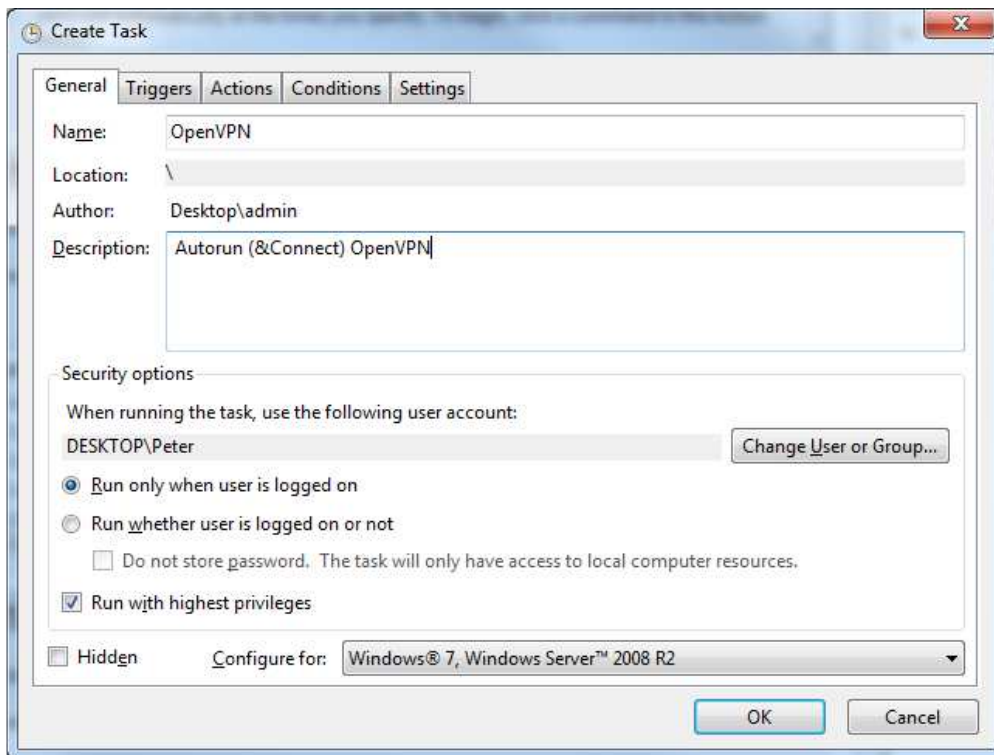 Create Task
General Triggers Actions Conditions Settings
Name: OpenVPN
Location: \
Author: Desktop\admin
Description: Autorun (&Connect) OpenVPN
Security options
When running the task, use the following user account:
DESKTOP\Peter Change User or Group...
Run only when user is logged on
Run whether user is logged on or not
Do not store password. The task will only have access to local computer resources.
Run with highest privileges
Hidden Configure for: Windows® 7, Windows Server™ 2008 R2
OK Cancel